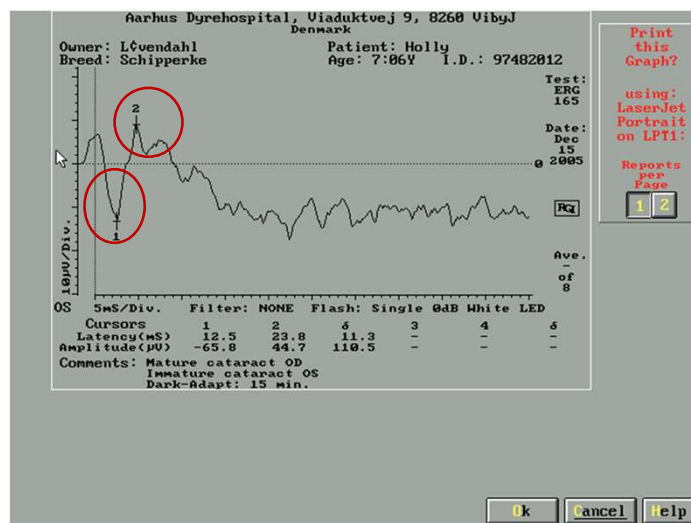 Aarhus Dyrehospital, Viaduktvej 9, 8260 VibyJ
Denmark
Owner: L¢vendahl Patient: Holly
Breed: Schipperke Age: 7:06Y I.D.: 97482012
Test:
ERG
165
Date:
Dec
15
2005
2
1
0
RGI
Ave.
-
of
8
10µV/Div.
OS 5mS/Div. Filter: NONE Flash: Single 0dB White LED
Cursors 1 2 δ 3 4 δ
Latency(mS) 12.5 23.8 11.3 - - -
Amplitude(µV) -65.8 44.7 110.5 - - -
Comments: Mature cataract OD
Immature cataract OS
Dark-Adapt: 15 min.
Print
this
Graph?
using:
LaserJet
Portrait
on LPT1:
Reports
per
Page
1 2
Ok Cancel Help